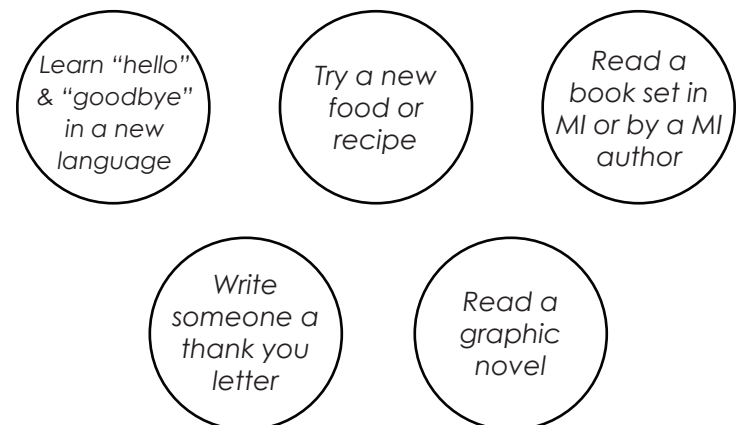 Learn “hello”
& “goodbye”
in a new
language
Try a new
food or
recipe
Read a
book set in
MI or by a MI
author
Write
someone a
thank you
letter
Read a
graphic
novel